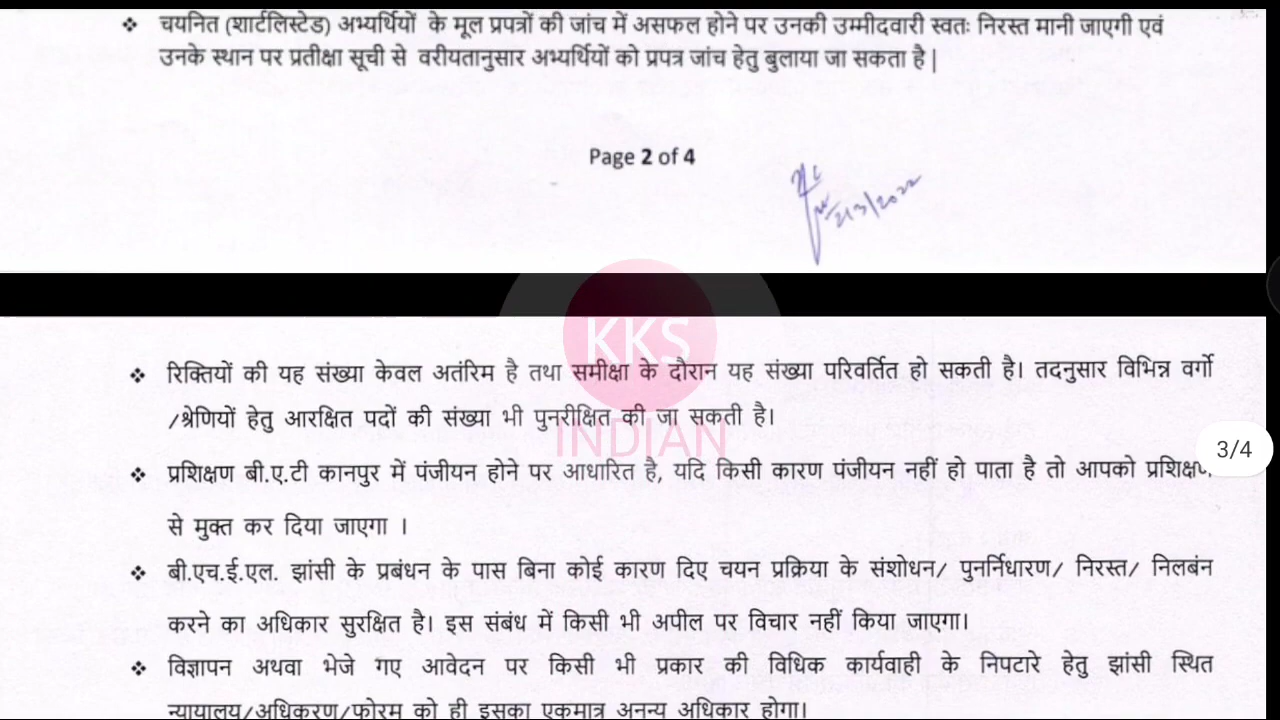 ❖ चयनित (शार्टलिस्टेड) अभ्यर्थियों के मूल प्रपत्रों की जांच में असफल होने पर उनकी उम्मीदवारी स्वतः निरस्त मानी जाएगी एवं
उनके स्थान पर प्रतीक्षा सूची से वरीयतानुसार अभ्यर्थियों को प्रपत्र जांच हेतु बुलाया जा सकता है |
Page 2 of 4
❖ रिक्तियों की यह संख्या केवल अतंरिम है तथा समीक्षा के दौरान यह संख्या परिवर्तित हो सकती है। तदनुसार विभिन्न वर्गो
/श्रेणियों हेतु आरक्षित पदों की संख्या भी पुनरीक्षित की जा सकती है।
KKS
INDIAN
3/4
❖ प्रशिक्षण बी.ए.टी कानपुर में पंजीयन होने पर आधारित है, यदि किसी कारण पंजीयन नहीं हो पाता है तो आपको प्रशिक्षण
से मुक्त कर दिया जाएगा ।
❖ बी.एच.ई.एल. झांसी के प्रबंधन के पास बिना कोई कारण दिए चयन प्रक्रिया के संशोधन/ पुनर्निधारण/ निरस्त/ निलबंन
करने का अधिकार सुरक्षित है। इस संबंध में किसी भी अपील पर विचार नहीं किया जाएगा।
❖ विज्ञापन अथवा भेजे गए आवेदन पर किसी भी प्रकार की विधिक कार्यवाही के निपटारे हेतु झांसी स्थित
न्यायालय/अधिकरण/फोरम को ही इसका एकमात्र अनन्य अधिकार होगा।